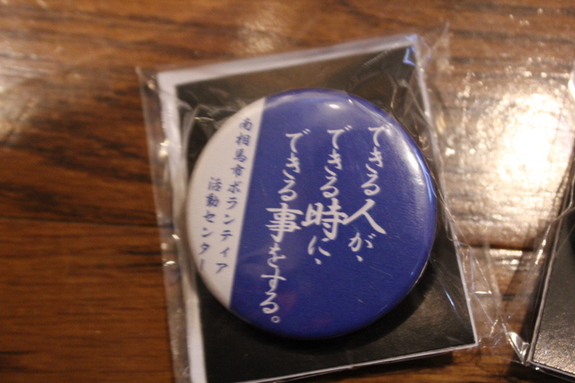 できる人が、
できる時に、
できる事をする。
南相馬市ボランティア
活動センター